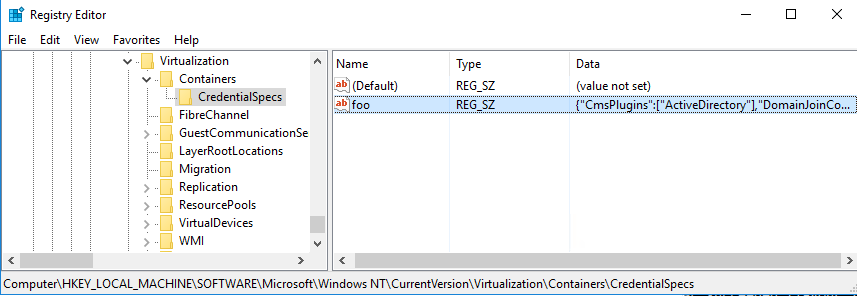 Registry Editor
File Edit View Favorites Help
Virtualization
Containers
CredentialSpecs
FibreChannel
GuestCommunicationSe
LayerRootLocations
Migration
Replication
ResourcePools
VirtualDevices
WMI
Name Type Data
ab (Default) REG_SZ (value not set)
ab foo REG_SZ {"CmsPlugins":["ActiveDirectory"],"DomainJoinCo...
Computer\HKEY_LOCAL_MACHINE\SOFTWARE\Microsoft\Windows NT\CurrentVersion\Virtualization\Containers\CredentialSpecs